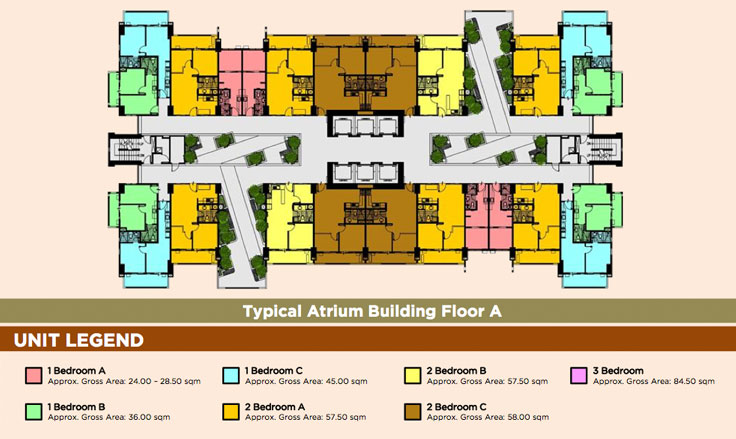 Typical Atrium Building Floor A
UNIT LEGEND
1 Bedroom A
Approx. Gross Area: 24.00 – 28.50 sqm
1 Bedroom C
Approx. Gross Area: 45.00 sqm
2 Bedroom B
Approx. Gross Area: 57.50 sqm
3 Bedroom
Approx. Gross Area: 84.50 sqm
1 Bedroom B
Approx. Gross Area: 36.00 sqm
2 Bedroom A
Approx. Gross Area: 57.50 sqm
2 Bedroom C
Approx. Gross Area: 58.00 sqm